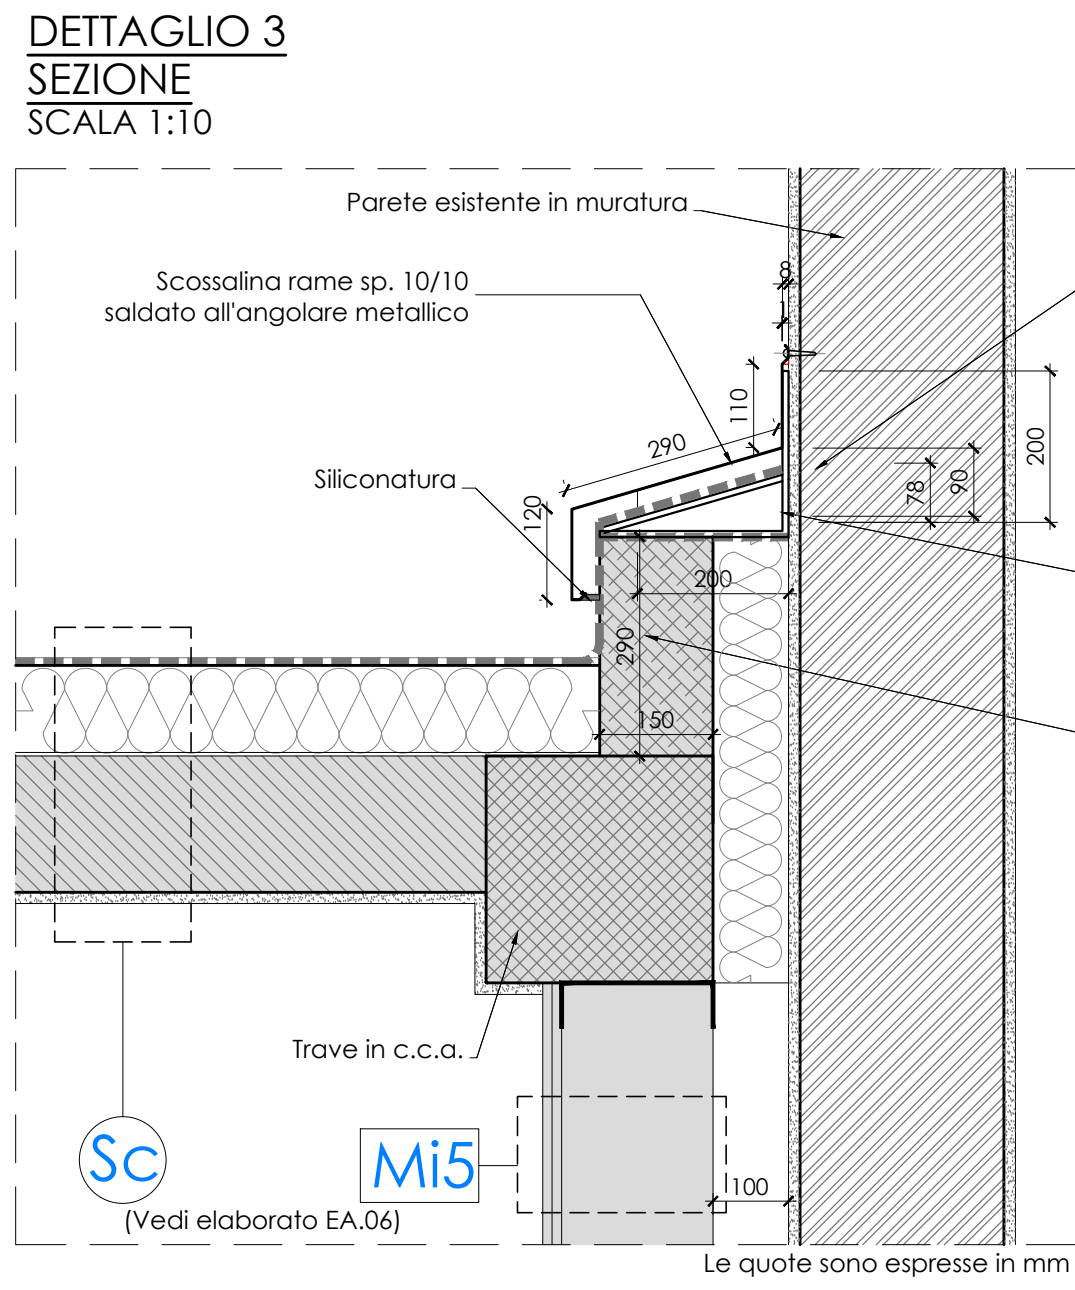 DETTAGLIO 3
SEZIONE
SCALA 1:10
Parete esistente in muratura
8
Scossalina rame sp. 10/10
saldato all'angolare metallico
1
110
290
200
Siliconatura
120
78
90
200
290
150
Trave in c.c.a.
Sc
Mi5
100
(Vedi elaborato EA.06)
Le quote sono espresse in mm